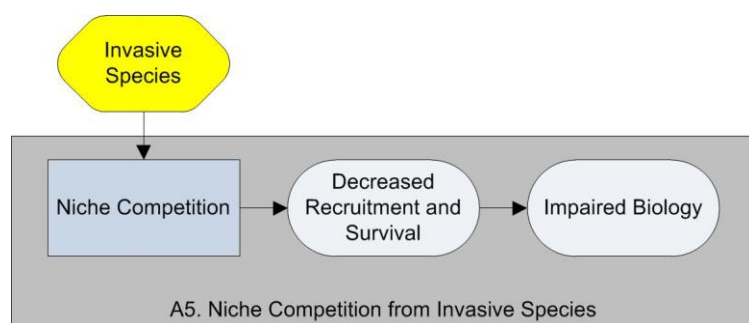 Invasive
Species
Niche Competition
Decreased
Recruitment and
Survival
Impaired Biology
A5. Niche Competition from Invasive Species